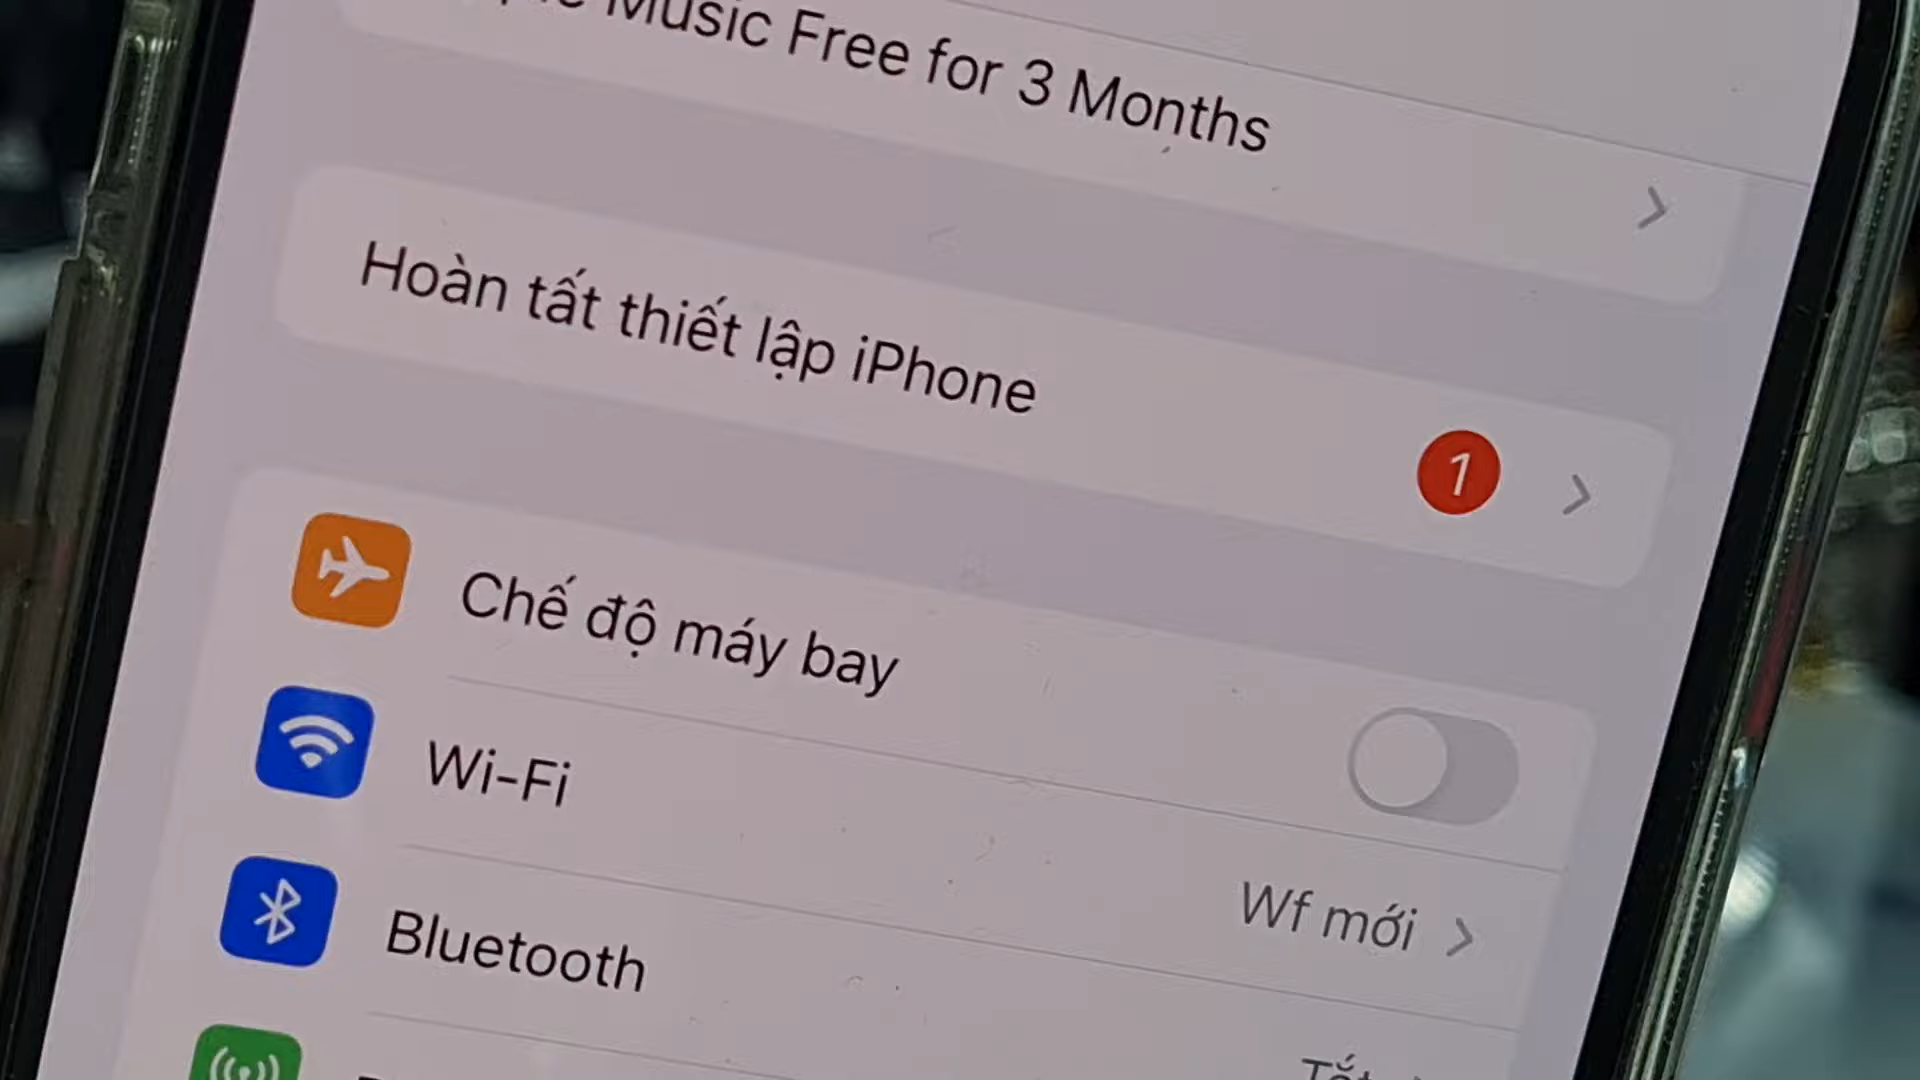 Music Free for 3 Months
Hoàn tất thiết lập iPhone
1
Chế độ máy bay
Wi-Fi
Wf mới
Bluetooth
Tắt